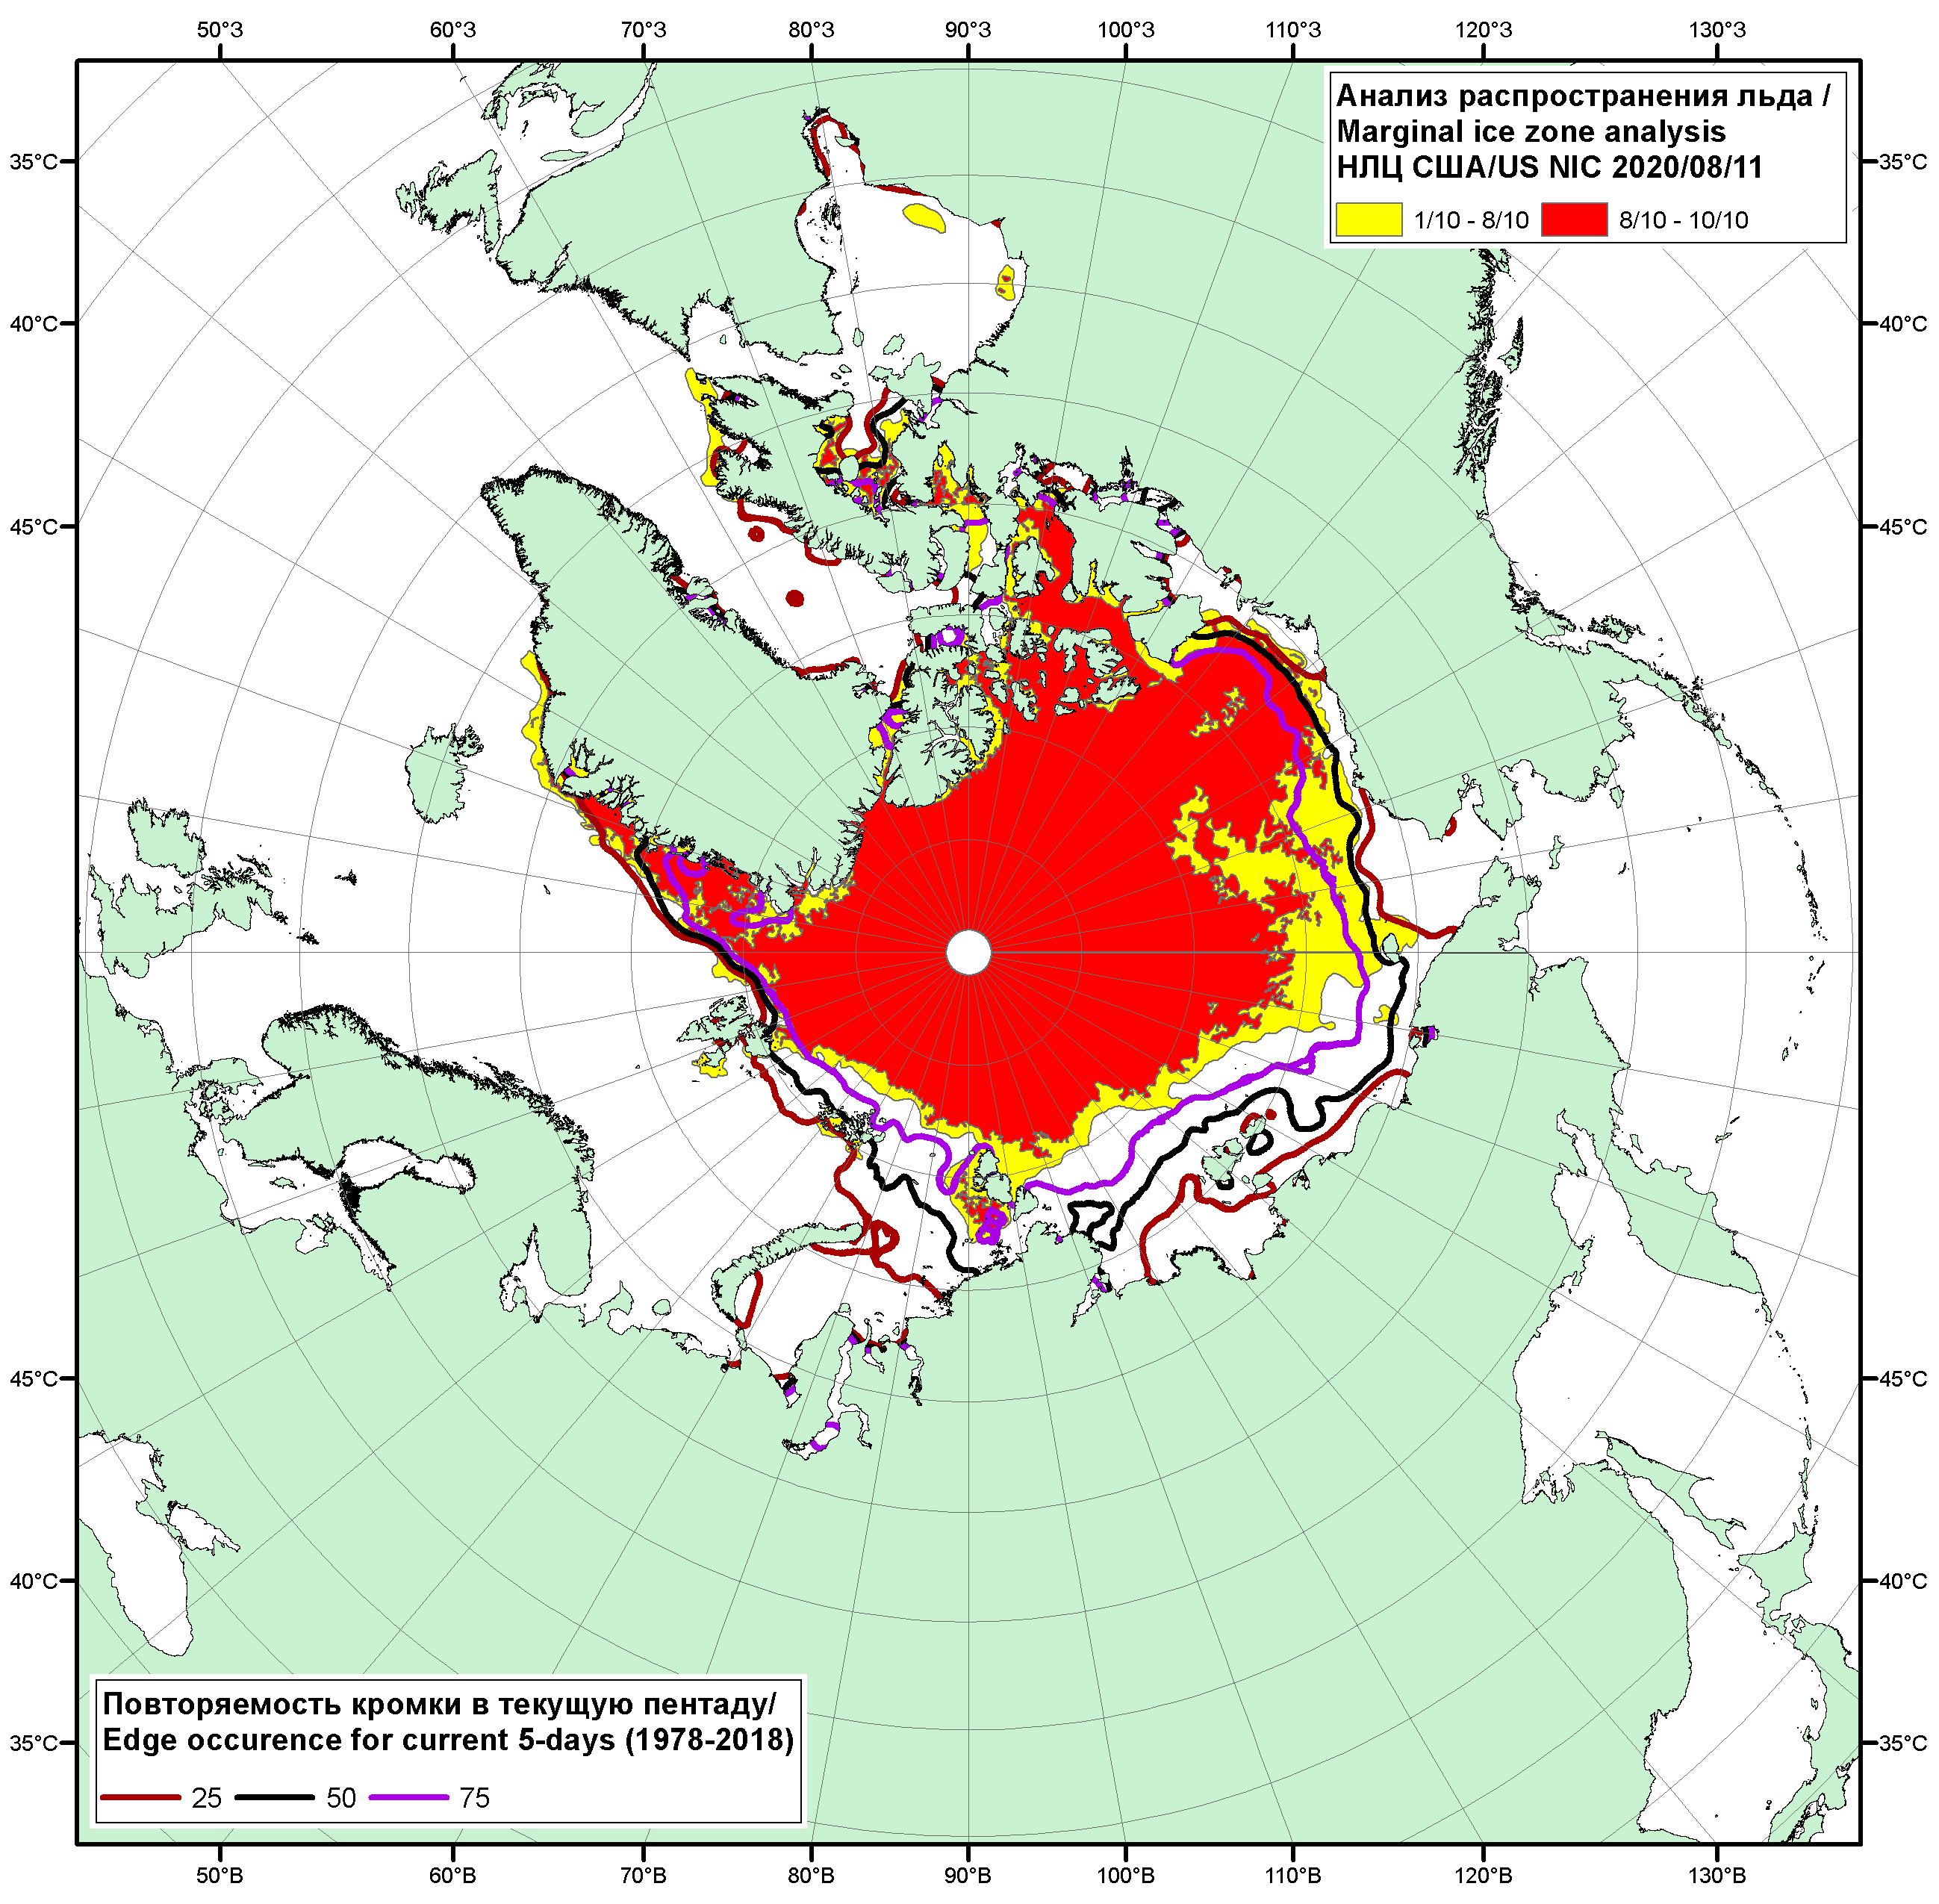 50°З 60°З 70°З 80°З 90°З 100°З 110°З 120°З 130°З
Анализ распространения льда /
Marginal ice zone analysis
НЛЦ США/US NIC 2020/08/11
1/10 - 8/10 8/10 - 10/10
35°С 35°С
40°С 40°С
45°С 45°С
45°С 45°С
40°С 40°С
35°С 35°С
Повторяемость кромки в текущую пентаду/
Edge occurence for current 5-days (1978-2018)
25 50 75
50°В 60°В 70°В 80°В 90°В 100°В 110°В 120°В 130°В